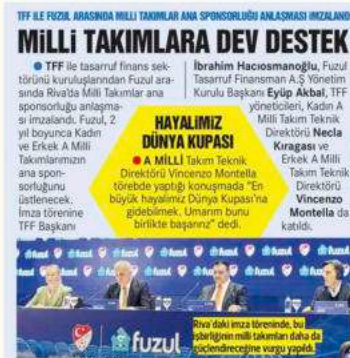 TFF İLE FUZUL ARASINDA MİLLİ TAKIMLAR ANA SPONSORLUĞU ANLAŞMASI İMZALANDI
MİLLİ TAKIMLARA DEV DESTEK
● TFF ile tasarruf finans sek-
törünü kuruluşlarından Fuzul ara-
sında Riva'da Milli Takımlar ana
sponsorluğu anlaşma-
sı imzalandı. Fuzul, 2
yıl boyunca Kadın
ve Erkek A Milli
Takımlarımızın
ana spon-
sorluğunu
üstlenecek.
İmza törenine
TFF Başkanı
İbrahim Hacıosmanoğlu, Fuzul
Tasarruf Finansman A.Ş Yönetim
Kurulu Başkanı Eyüp Akbal, TFF
yöneticileri, Kadın A
Milli Takım Teknik
Direktörü Necla
Kıragası ve
Erkek A Milli
Takım Teknik
Direktörü
Vincenzo
Montella da
katıldı.
HAYALİMİZ
DÜNYA KUPASI
● A MİLLİ Takım Teknik
Direktörü Vincenzo Montella
törebde yaptığı konuşmada "En
büyük hayalimiz Dünya Kupası'na
gidebilmek. Umarım bunu
birlikte başarırız" dedi.
fuzul
Riva'daki imza töreninde, bu
işbirliğinin milli takımları daha da
güçlendireceğine vurgu yapıldı.